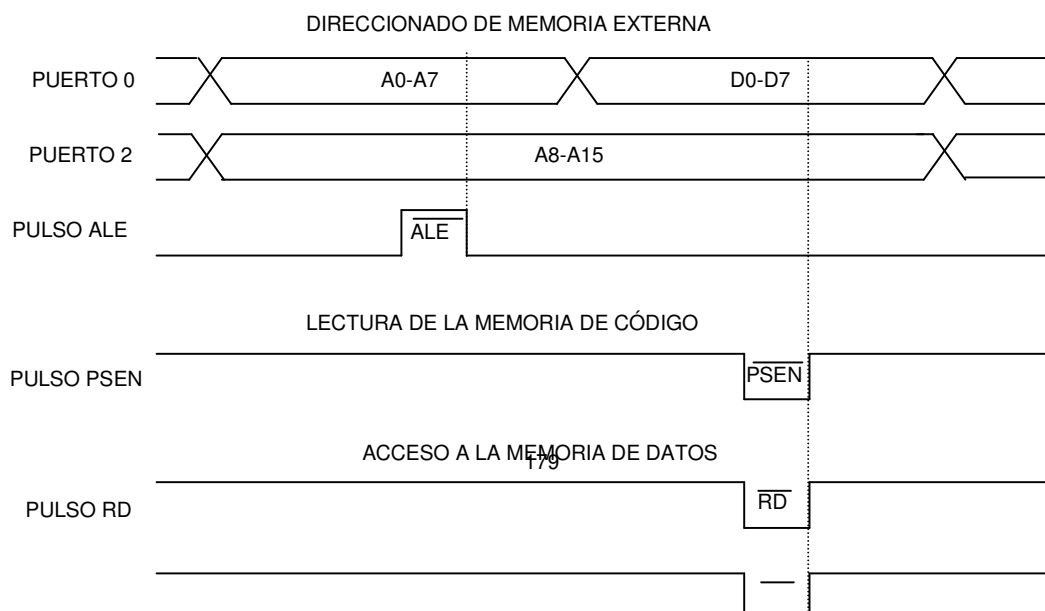 DIRECCIONADO DE MEMORIA EXTERNA
PUERTO 0 A0-A7 D0-D7
PUERTO 2 A8-A15
PULSO ALE ALE
LECTURA DE LA MEMORIA DE CÓDIGO
PULSO PSEN PSEN
ACCESO A LA MEMORIA DE DATOS
179
PULSO RD RD